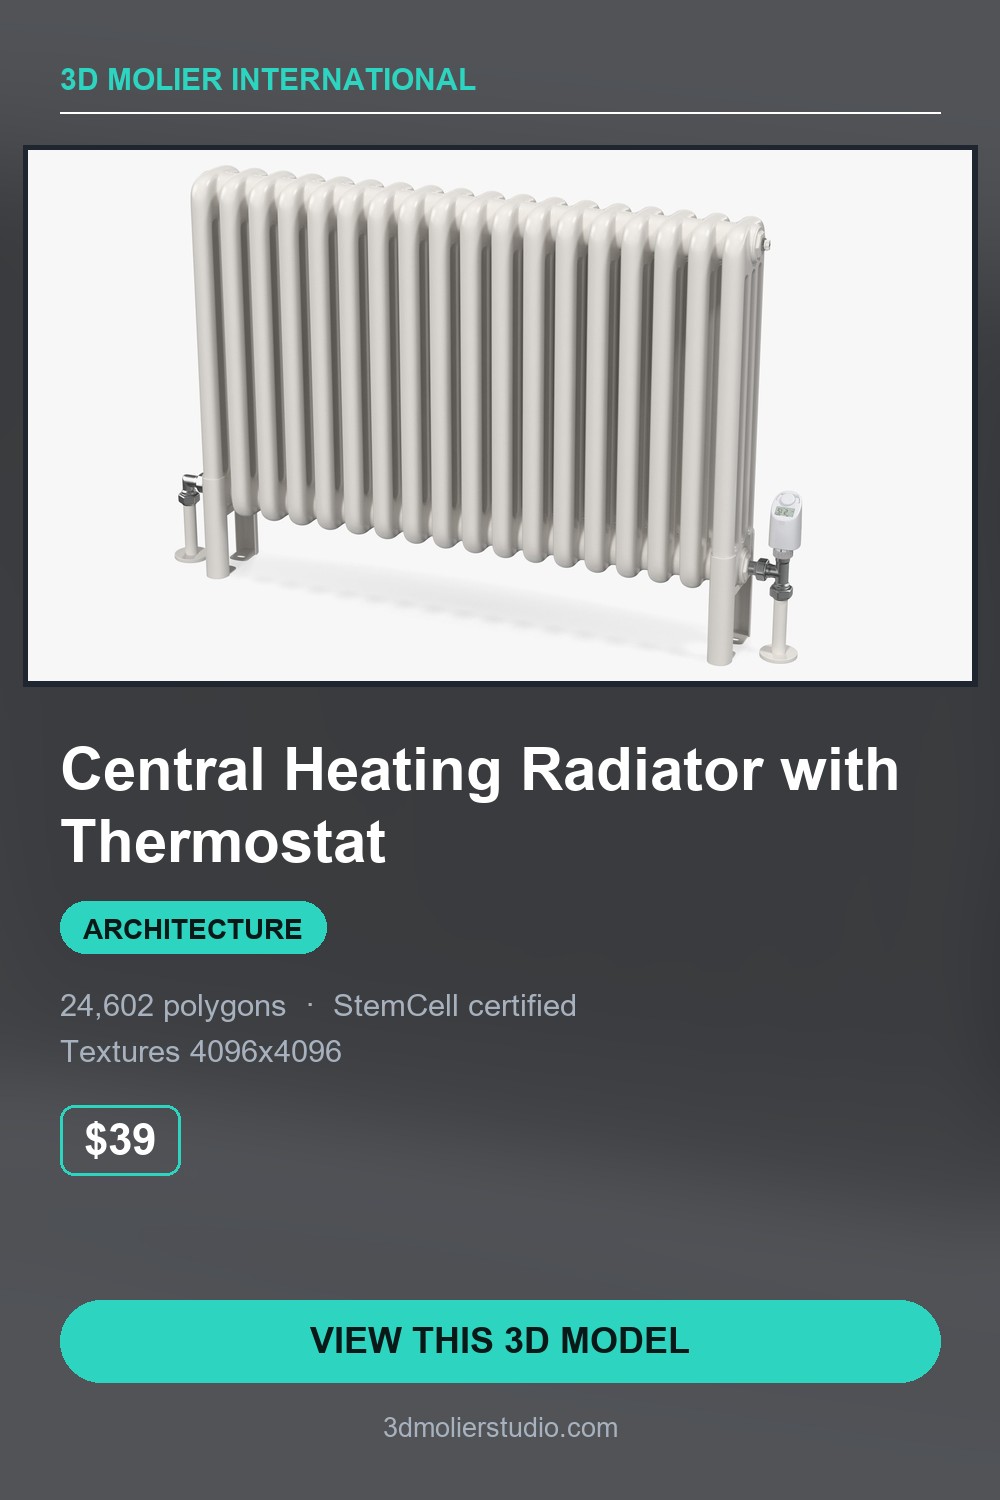 3D MOLIER INTERNATIONAL
Central Heating Radiator with
Thermostat
ARCHITECTURE
24,602 polygons · StemCell certified
Textures 4096x4096
$39
VIEW THIS 3D MODEL
3dmolierstudio.com